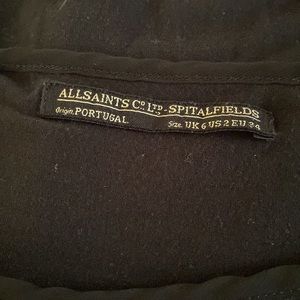 ALLSAINTS Co LTD. SPITALFIELDS
Origin. PORTUGAL. Size. UK 6 US 2 EU 34